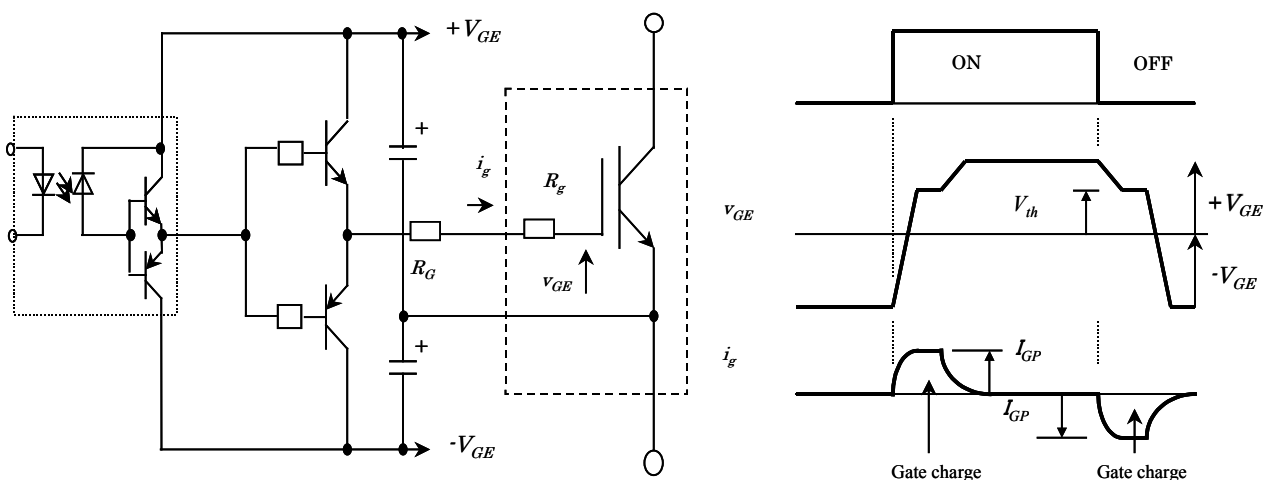 +V_GE
+
i_g
R_g
R_G
v_GE
+
-V_GE
ON
OFF
v_GE
V_th
+V_GE
-V_GE
i_g
I_GP
I_GP
Gate charge
Gate charge